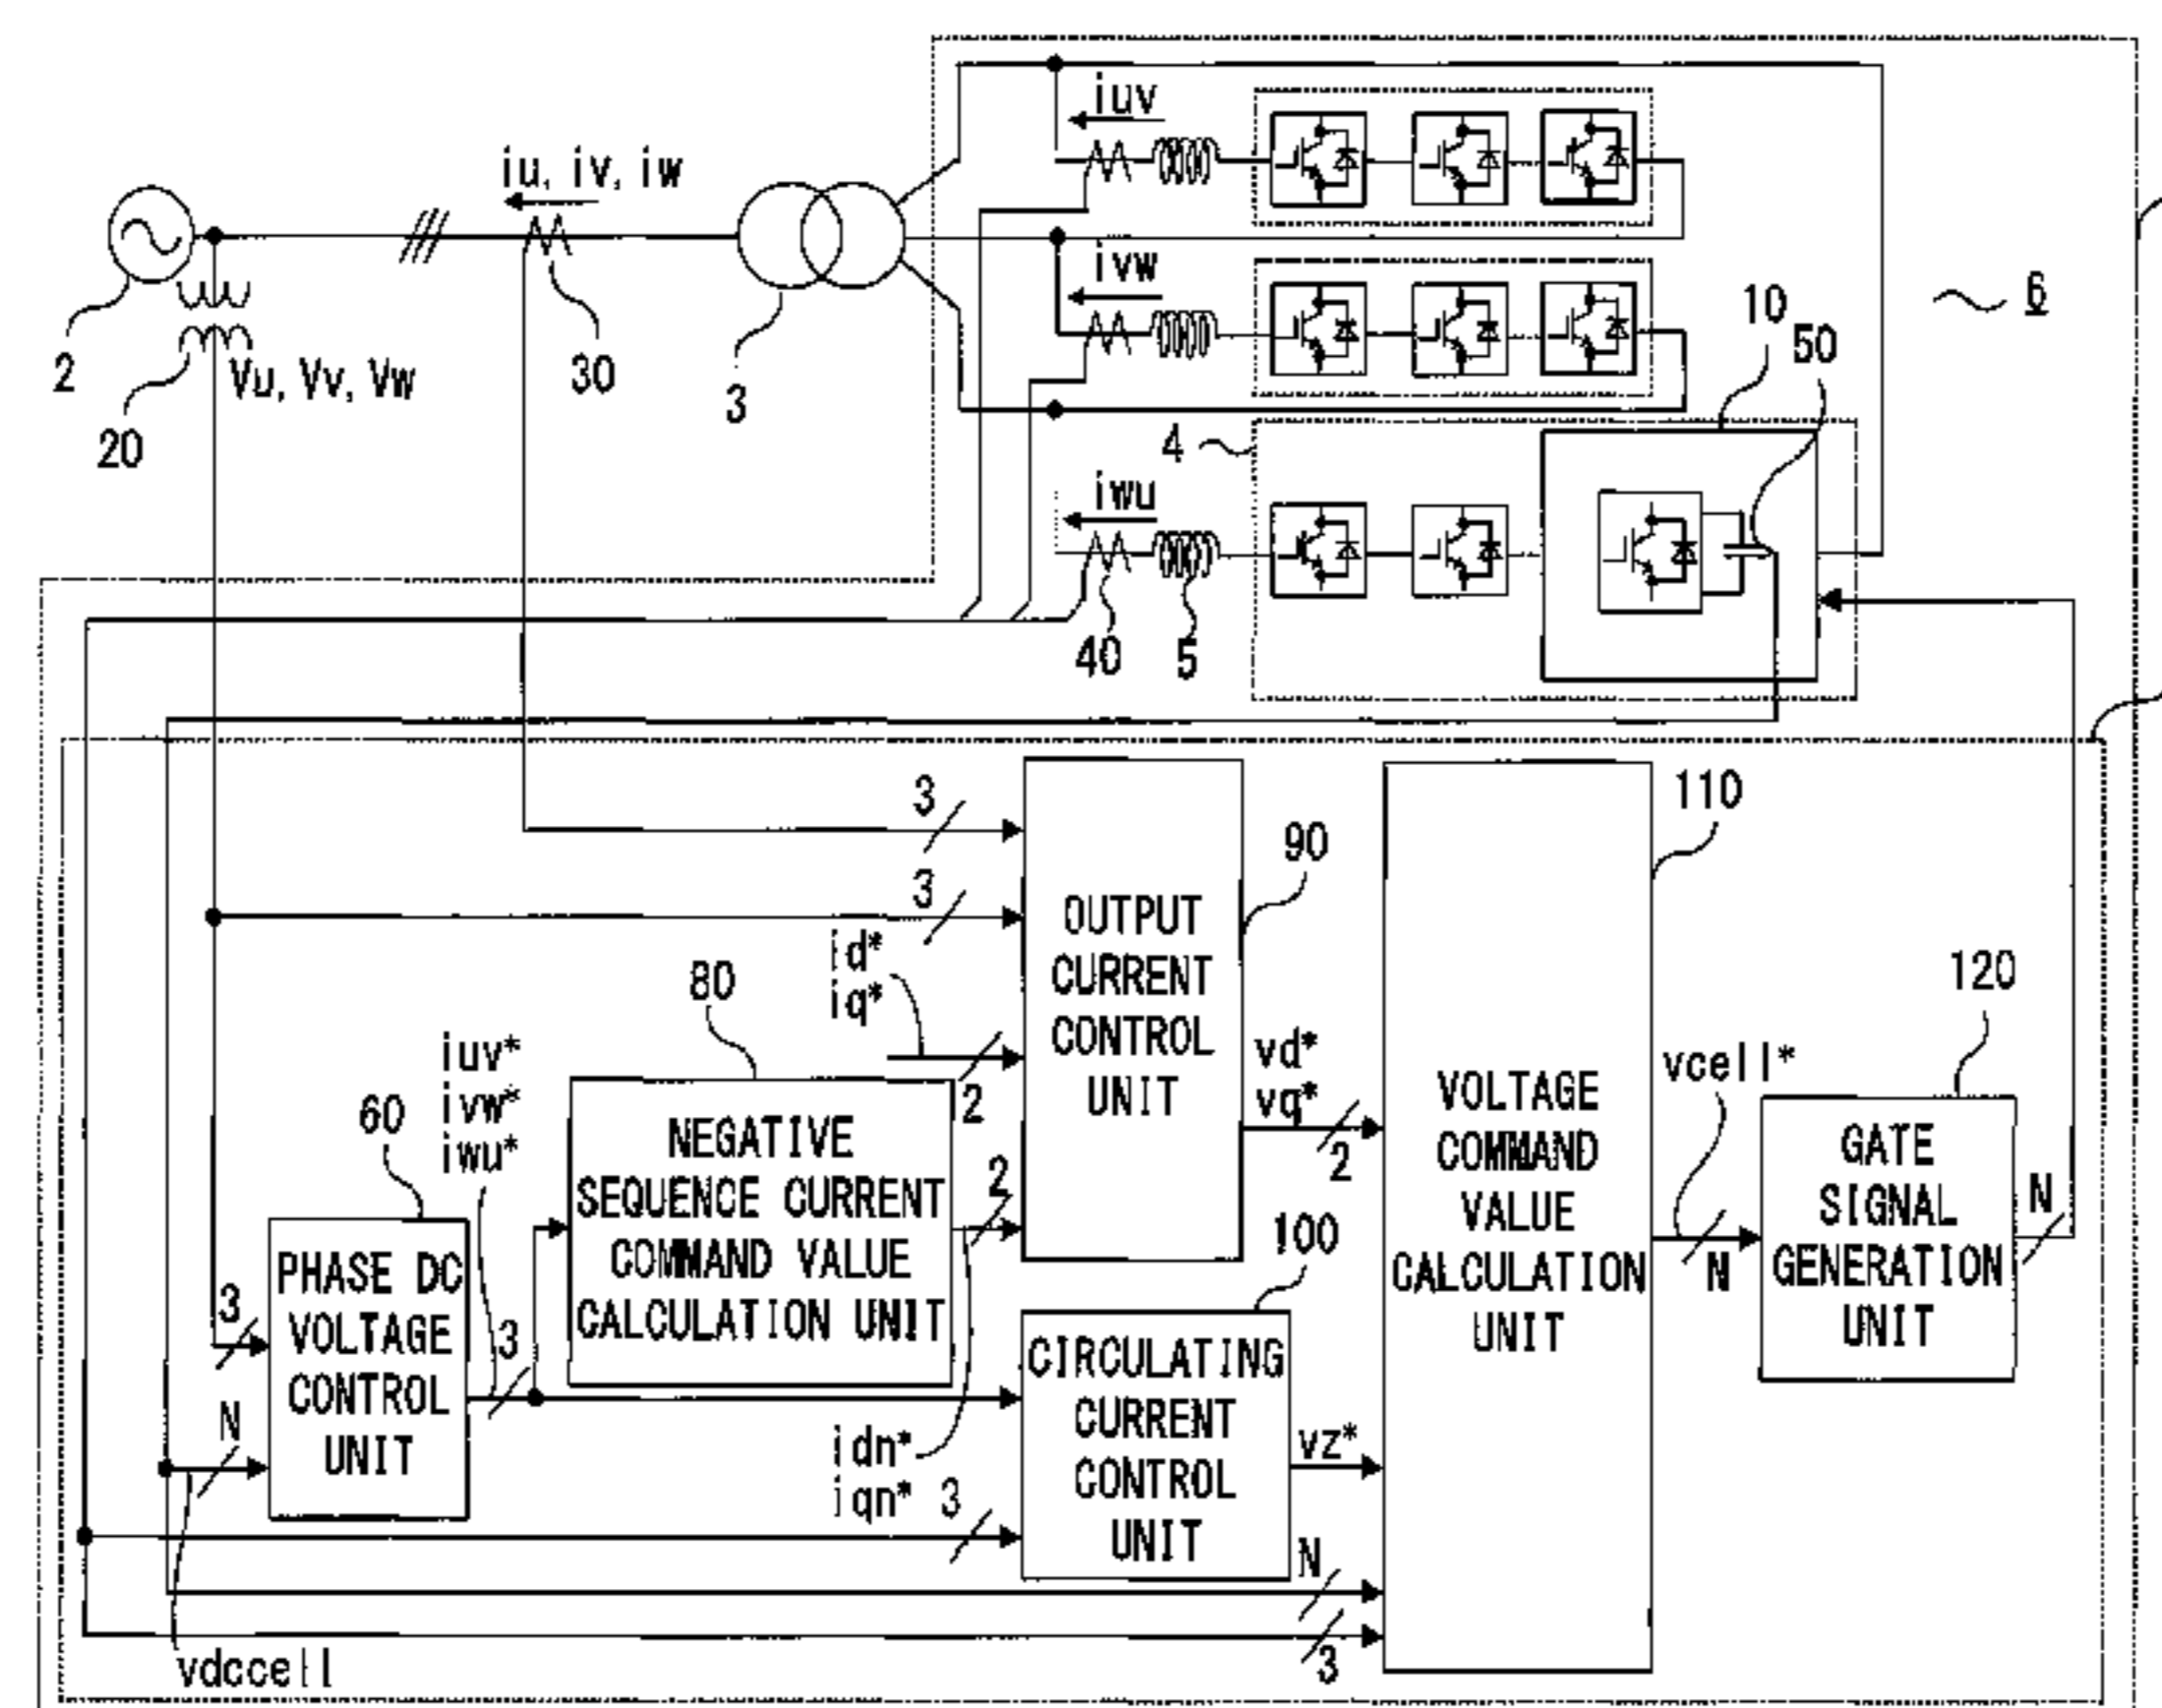 iuv
iu, iv, iw
ivw
2
Vu, Vv, Vw
20
30
3
10
50
6
4
iwu
40
5
3
110
90
3
OUTPUT
CURRENT
CONTROL
UNIT
id*
iq*
2
80
120
iuv*
ivw*
iwu*
vd*
vq*
2
vcell*
60
NEGATIVE
SEQUENCE CURRENT
COMMAND VALUE
CALCULATION UNIT
2
VOLTAGE
COMMAND
VALUE
CALCULATION
UNIT
GATE
SIGNAL
GENERATION
UNIT
N
N
100
3
PHASE DC
VOLTAGE
CONTROL
UNIT
3
CIRCULATING
CURRENT
CONTROL
UNIT
N
idn*
iqn*
3
vz*
N
3
vdccell